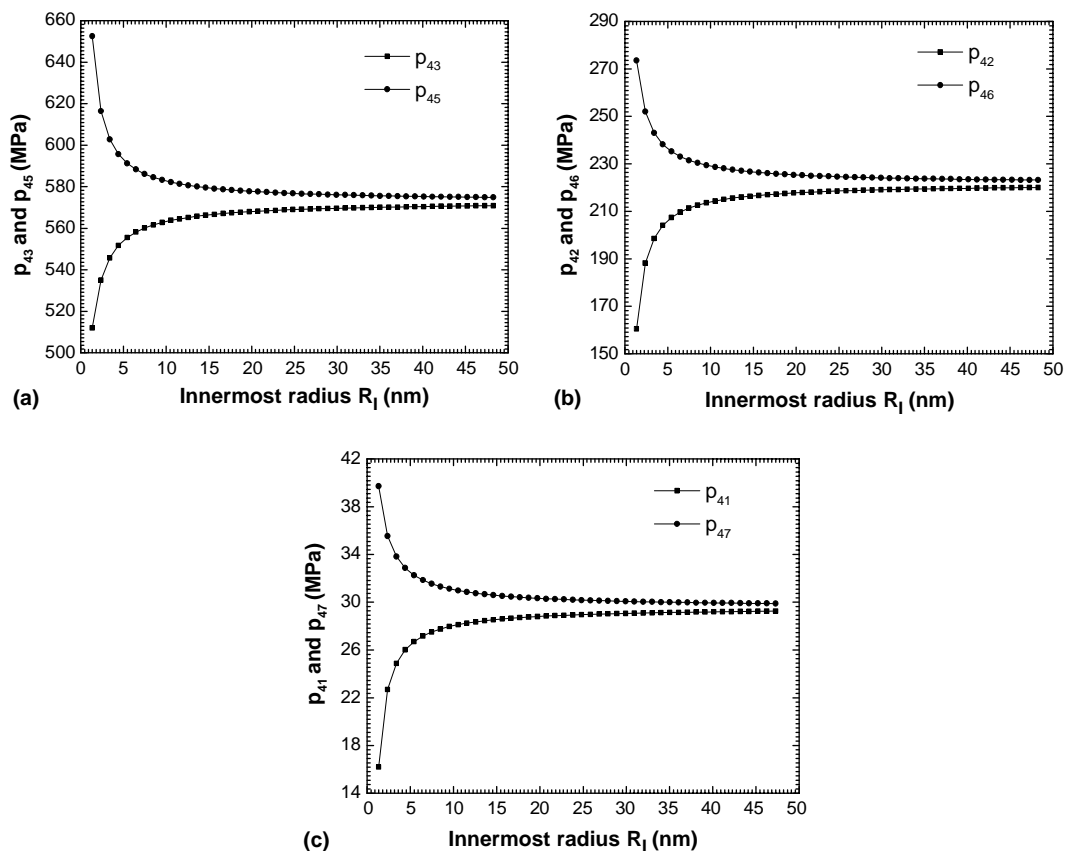 660
640
620
600
580
560
540
520
500
p43 and p45 (MPa)
p43
p45
0 5 10 15 20 25 30 35 40 45 50
Innermost radius RI (nm)
(a)
290
270
250
230
210
190
170
150
p42 and p46 (MPa)
p42
p46
0 5 10 15 20 25 30 35 40 45 50
Innermost radius RI (nm)
(b)
42
38
34
30
26
22
18
14
p41 and p47 (MPa)
p41
p47
0 5 10 15 20 25 30 35 40 45 50
Innermost radius RI (nm)
(c)